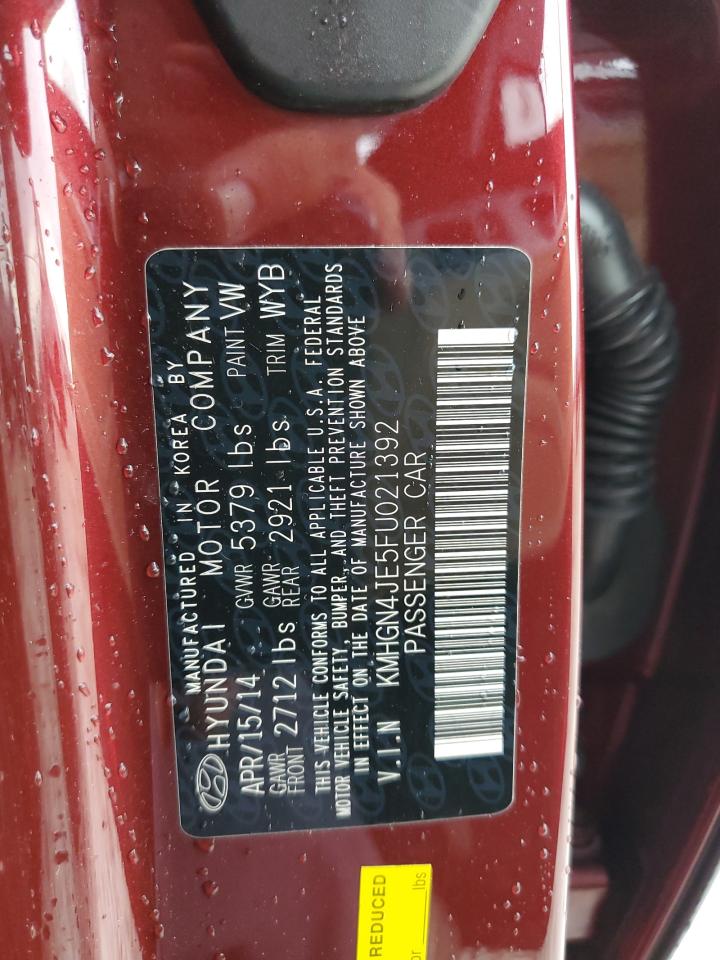 MANUFACTURED IN KOREA BY
HYUNDAI MOTOR COMPANY
APR/15/14 GVWR 5379 lbs PAINT VW
GAWR FRONT 2712 lbs GAWR REAR 2921 lbs TRIM WYB
THIS VEHICLE CONFORMS TO ALL APPLICABLE U.S.A. FEDERAL
MOTOR VEHICLE SAFETY, BUMPER, AND THEFT PREVENTION STANDARDS
IN EFFECT ON THE DATE OF MANUFACTURE SHOWN ABOVE
V.I.N KMHGN4JE5FU021392
PASSENGER CAR
REDUCED
or ____lbs